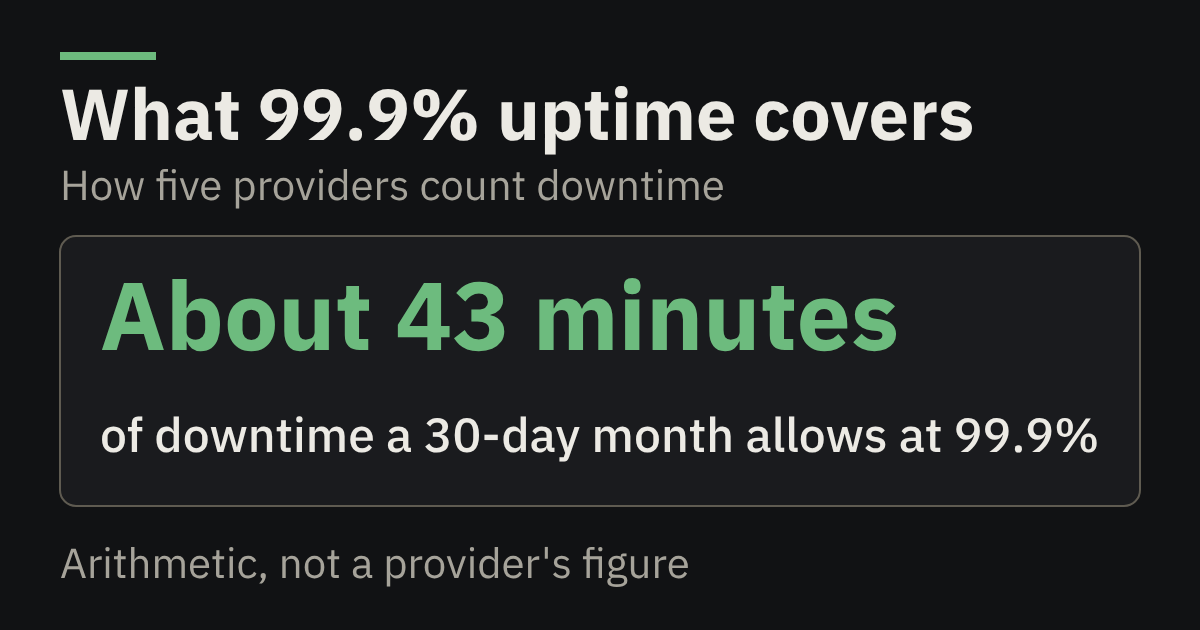 What 99.9% uptime covers
How five providers count downtime
About 43 minutes
of downtime a 30-day month allows at 99.9%
Arithmetic, not a provider's figure